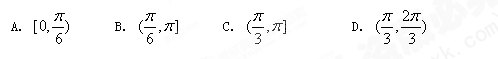 A. [0, π/6)  B. (π/6, π]  C. (π/3, π]  D. (π/3, 2π/3)